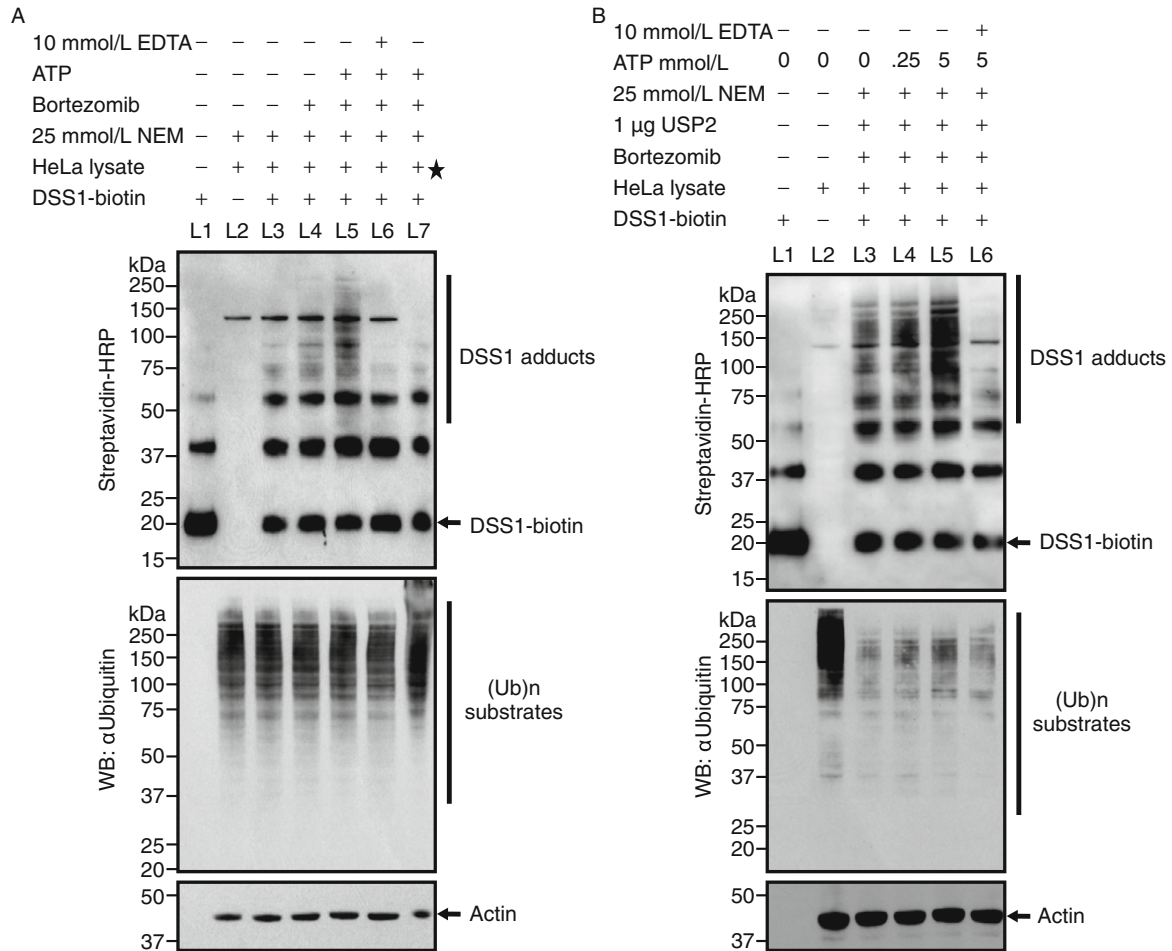 A
10 mmol/L EDTA – – – – – + –
ATP – – – – + + +
Bortezomib – – – + + + +
25 mmol/L NEM – + + + + + +
HeLa lysate – + + + + + +★
DSS1-biotin + – + + + + +
L1 L2 L3 L4 L5 L6 L7
kDa
250
150
100
75
50
37
25
20
15
Streptavidin-HRP
DSS1 adducts
DSS1-biotin
kDa
250
150
100
75
50
37
25
20
WB: αUbiquitin
(Ub)n
substrates
50
37
Actin
B
10 mmol/L EDTA – – – – – +
ATP mmol/L 0 0 0 .25 5 5
25 mmol/L NEM – – + + + +
1 µg USP2 – – + + + +
Bortezomib – – + + + +
HeLa lysate – + + + + +
DSS1-biotin + – + + + +
L1 L2 L3 L4 L5 L6
kDa
250
150
100
75
50
37
25
20
15
Streptavidin-HRP
DSS1 adducts
DSS1-biotin
kDa
250
150
100
75
50
37
25
20
WB: αUbiquitin
(Ub)n
substrates
50
37
Actin